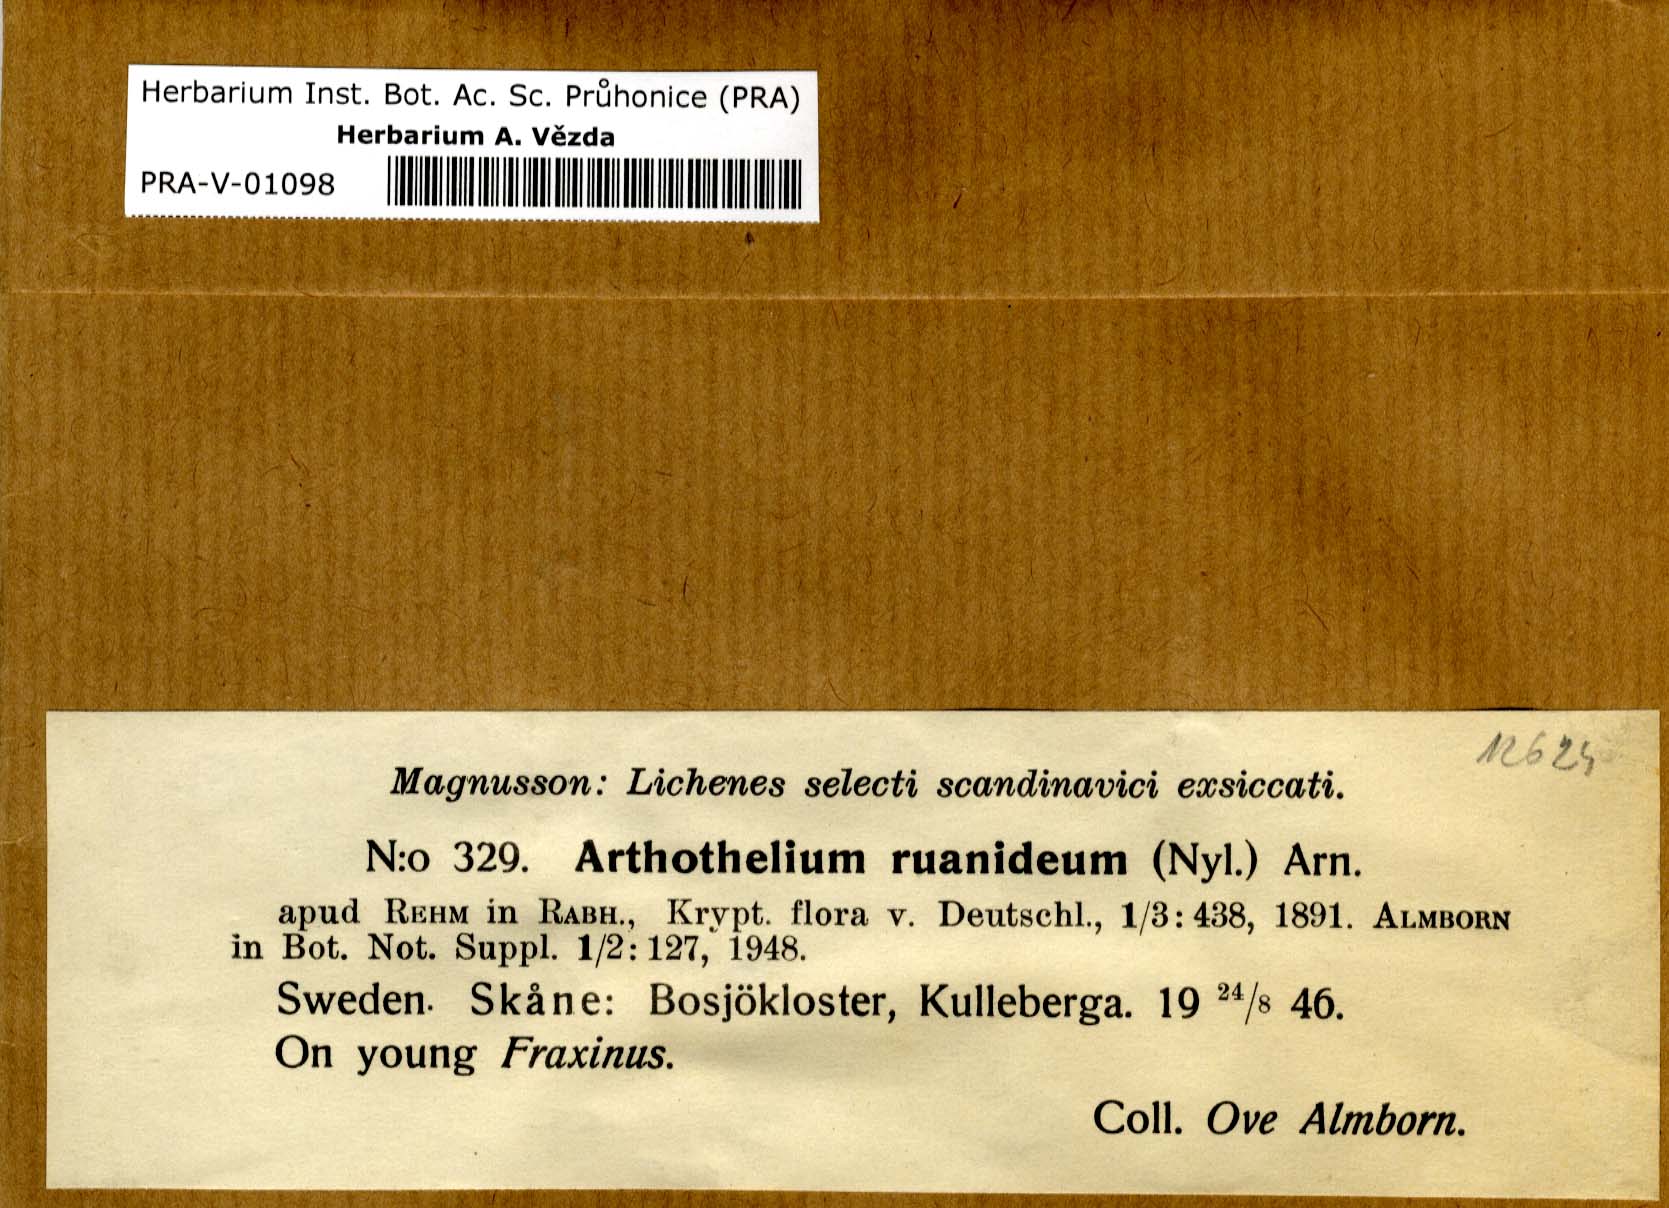 Herbarium Inst. Bot. Ac. Sc. Průhonice (PRA)
Herbarium A. Vězda
PRA-V-01098
Magnusson: Lichenes selecti scandinavici exsiccati.
N:o 329. Arthothelium ruanideum (Nyl.) Arn.
apud REHM in RABH., Krypt. flora v. Deutschl., 1/3: 438, 1891. ALMBORN
in Bot. Not. Suppl. 1/2: 127, 1948.
Sweden. Skåne: Bosjökloster, Kulleberga. 19 24/8 46.
On young Fraxinus.
Coll. Ove Almborn.